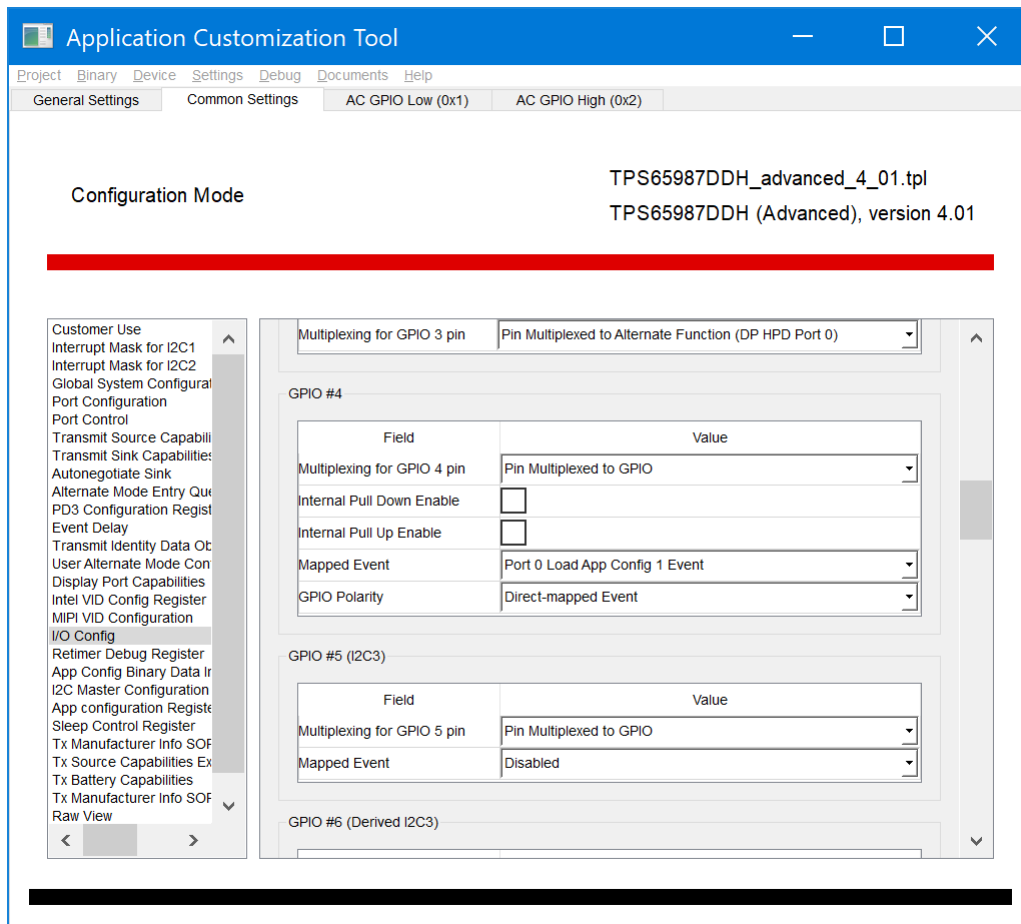 Application Customization Tool
Project Binary Device Settings Debug Documents Help
General Settings Common Settings AC GPIO Low (0x1) AC GPIO High (0x2)
Configuration Mode
TPS65987DDH_advanced_4_01.tpl
TPS65987DDH (Advanced), version 4.01
Customer Use
Interrupt Mask for I2C1
Interrupt Mask for I2C2
Global System Configurat
Port Configuration
Port Control
Transmit Source Capabili
Transmit Sink Capabilities
Autonegotiate Sink
Alternate Mode Entry Que
PD3 Configuration Regist
Event Delay
Transmit Identity Data Ob
User Alternate Mode Con
Display Port Capabilities
Intel VID Config Register
MIPI VID Configuration
I/O Config
Retimer Debug Register
App Config Binary Data In
I2C Master Configuration
App configuration Registe
Sleep Control Register
Tx Manufacturer Info SOP
Tx Source Capabilities Ex
Tx Battery Capabilities
Tx Manufacturer Info SOP
Raw View
Multiplexing for GPIO 3 pin Pin Multiplexed to Alternate Function (DP HPD Port 0)
GPIO #4
Field Value
Multiplexing for GPIO 4 pin Pin Multiplexed to GPIO
Internal Pull Down Enable
Internal Pull Up Enable
Mapped Event Port 0 Load App Config 1 Event
GPIO Polarity Direct-mapped Event
GPIO #5 (I2C3)
Field Value
Multiplexing for GPIO 5 pin Pin Multiplexed to GPIO
Mapped Event Disabled
GPIO #6 (Derived I2C3)